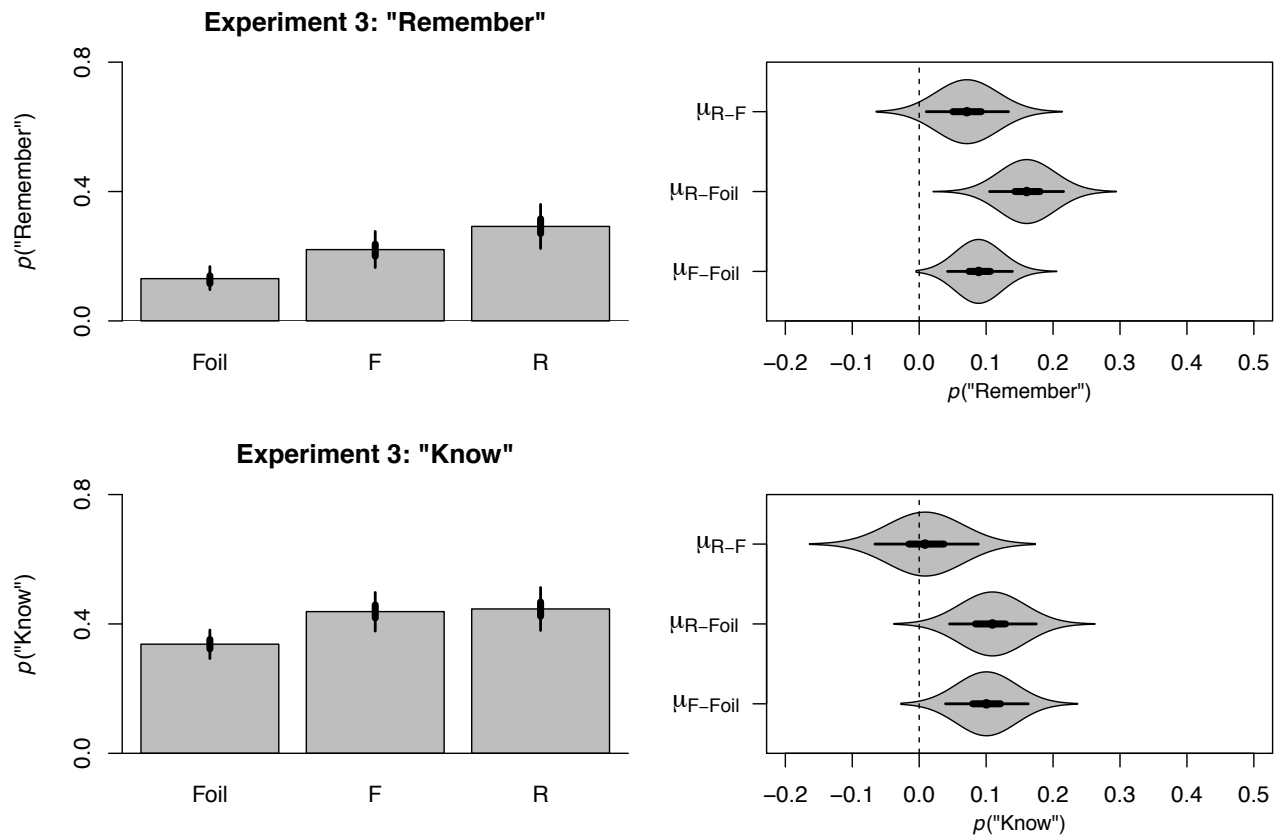 Experiment 3: "Remember"
p("Remember")
0.0 0.4 0.8
Foil F R
μR−F
μR−Foil
μF−Foil
−0.2 −0.1 0.0 0.1 0.2 0.3 0.4 0.5
p("Remember")
Experiment 3: "Know"
p("Know")
0.0 0.4 0.8
Foil F R
μR−F
μR−Foil
μF−Foil
−0.2 −0.1 0.0 0.1 0.2 0.3 0.4 0.5
p("Know")